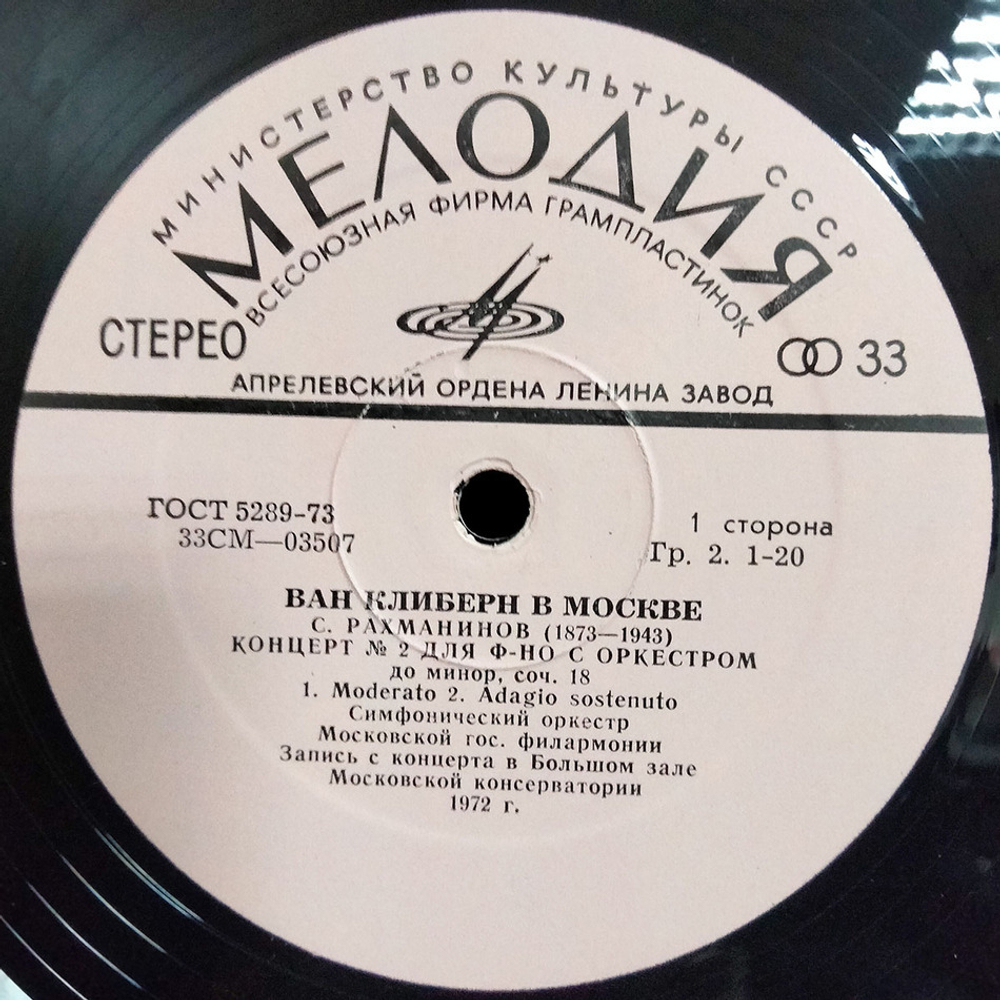 МИНИСТЕРСТВО КУЛЬТУРЫ СССР
МЕЛОДИЯ
ВСЕСОЮЗНАЯ ФИРМА ГРАМПЛАСТИНОК
СТЕРЕО
33
АПРЕЛЕВСКИЙ ОРДЕНА ЛЕНИНА ЗАВОД
ГОСТ 5289-73
33СМ—03507
1 сторона
Гр. 2. 1-20
ВАН КЛИБЕРН В МОСКВЕ
С. РАХМАНИНОВ (1873—1943)
КОНЦЕРТ № 2 ДЛЯ Ф-НО С ОРКЕСТРОМ
до минор, соч. 18
1. Moderato 2. Adagio sostenuto
Симфонический оркестр
Московской гос. филармонии
Запись с концерта в Большом зале
Московской консерватории
1972 г.